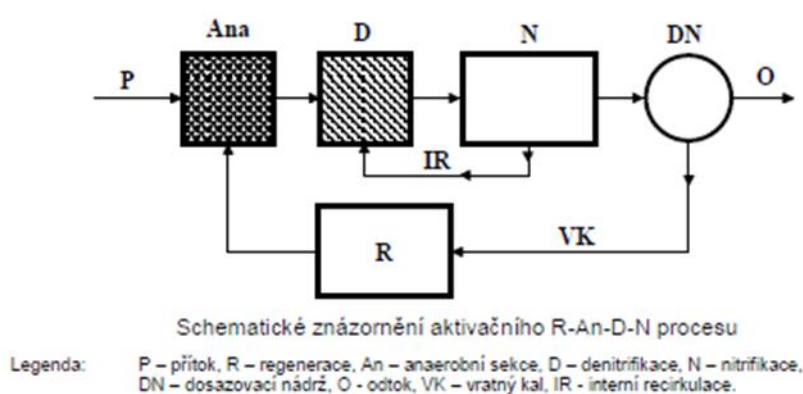 Ana D N DN
P O
IR
R VK
Schematické znázornění aktivačního R-An-D-N procesu
Legenda: P – přítok, R – regenerace, An – anaerobní sekce, D – denitrifikace, N – nitrifikace,
DN – dosazovací nádrž, O - odtok, VK – vratný kal, IR - interní recirkulace.